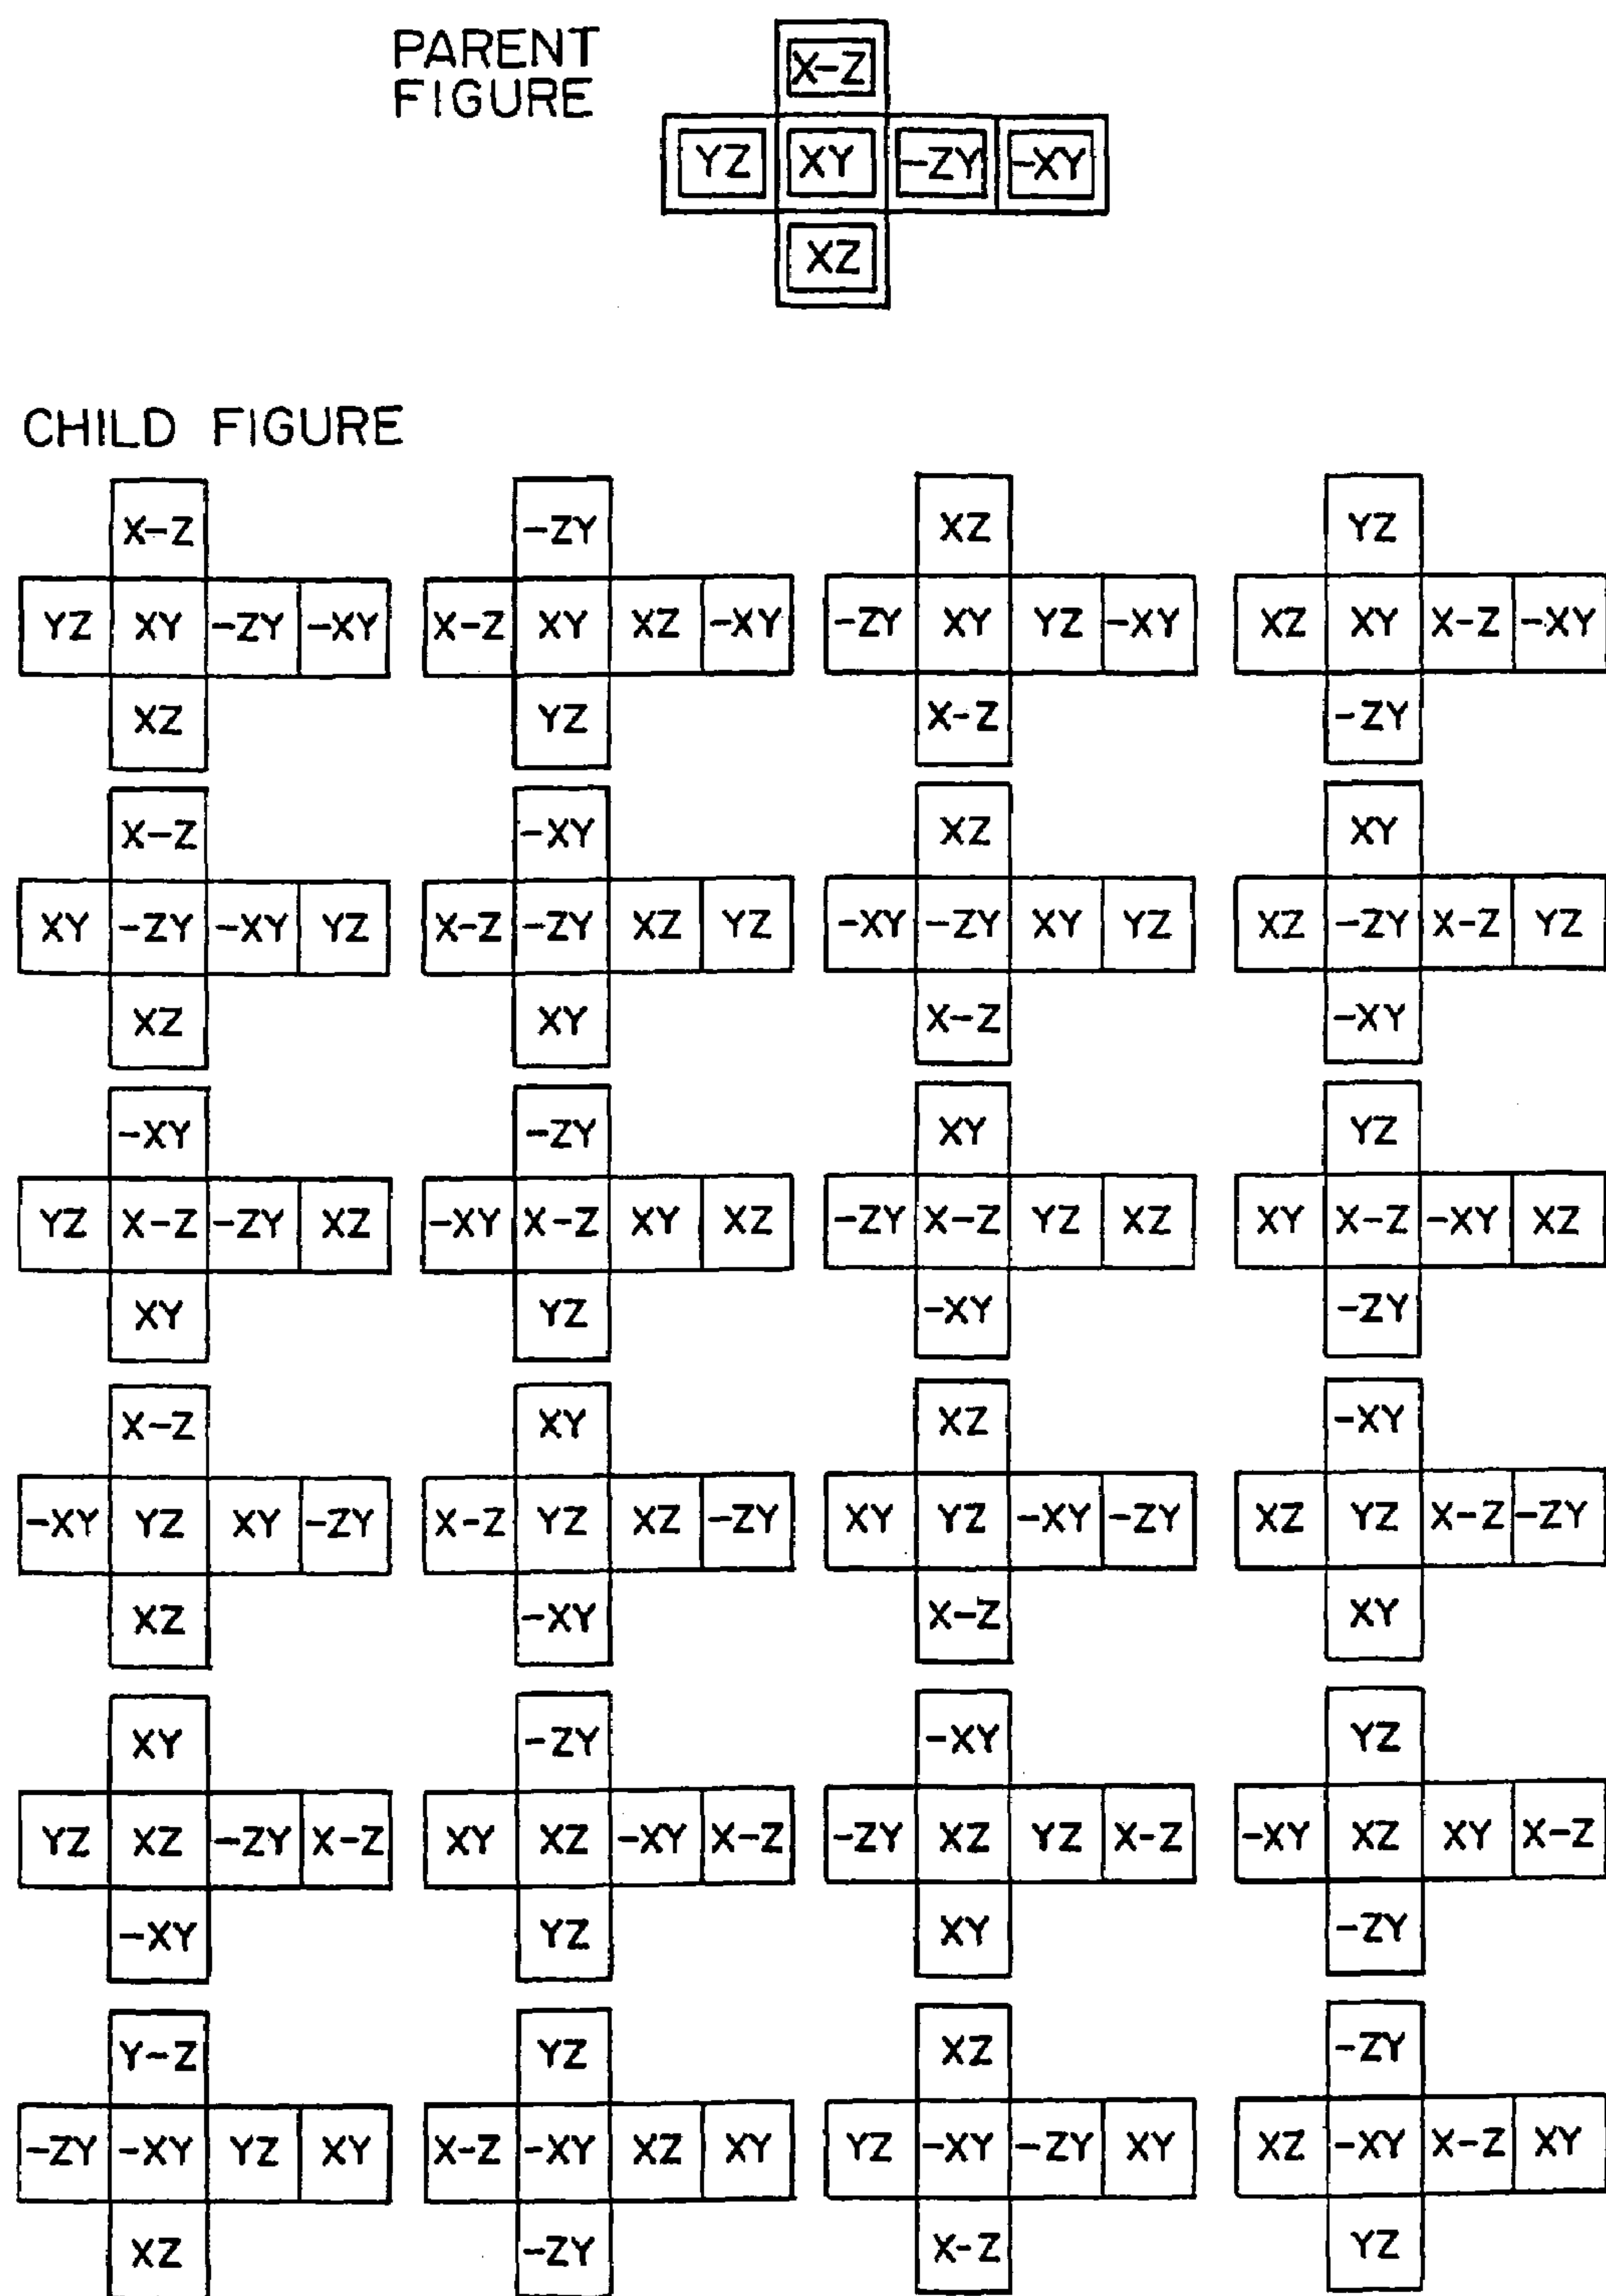 PARENT
FIGURE
X-Z
YZ XY -ZY -XY
XZ
CHILD FIGURE
X-Z -ZY XZ YZ
YZ XY -ZY -XY X-Z XY XZ -XY -ZY XY YZ -XY XZ XY X-Z -XY
XZ YZ X-Z -ZY
X-Z -XY XZ XY
XY -ZY -XY YZ X-Z -ZY XZ YZ -XY -ZY XY YZ XZ -ZY X-Z YZ
XZ XY X-Z -XY
-XY -ZY XY YZ
YZ X-Z -ZY XZ -XY X-Z XY XZ -ZY X-Z YZ XZ XY X-Z -XY XZ
XY YZ -XY -ZY
X-Z XY XZ -XY
-XY YZ XY -ZY X-Z YZ XZ -ZY XY YZ -XY -ZY XZ YZ X-Z -ZY
XZ -XY X-Z XY
XY -ZY -XY YZ
YZ XZ -ZY X-Z XY XZ -XY X-Z -ZY XZ YZ X-Z -XY XZ XY X-Z
-XY YZ XY -ZY
Y-Z YZ XZ -ZY
-ZY -XY YZ XY X-Z -XY XZ XY YZ -XY -ZY XY XZ -XY X-Z XY
XZ -ZY X-Z YZ